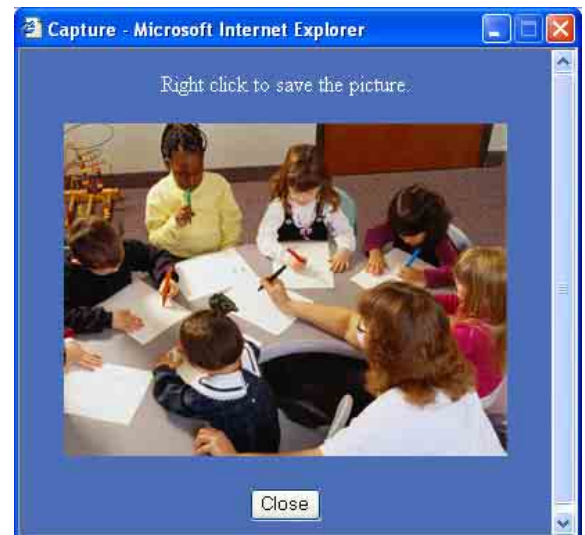 Capture - Microsoft Internet Explorer
Right click to save the picture.
Close